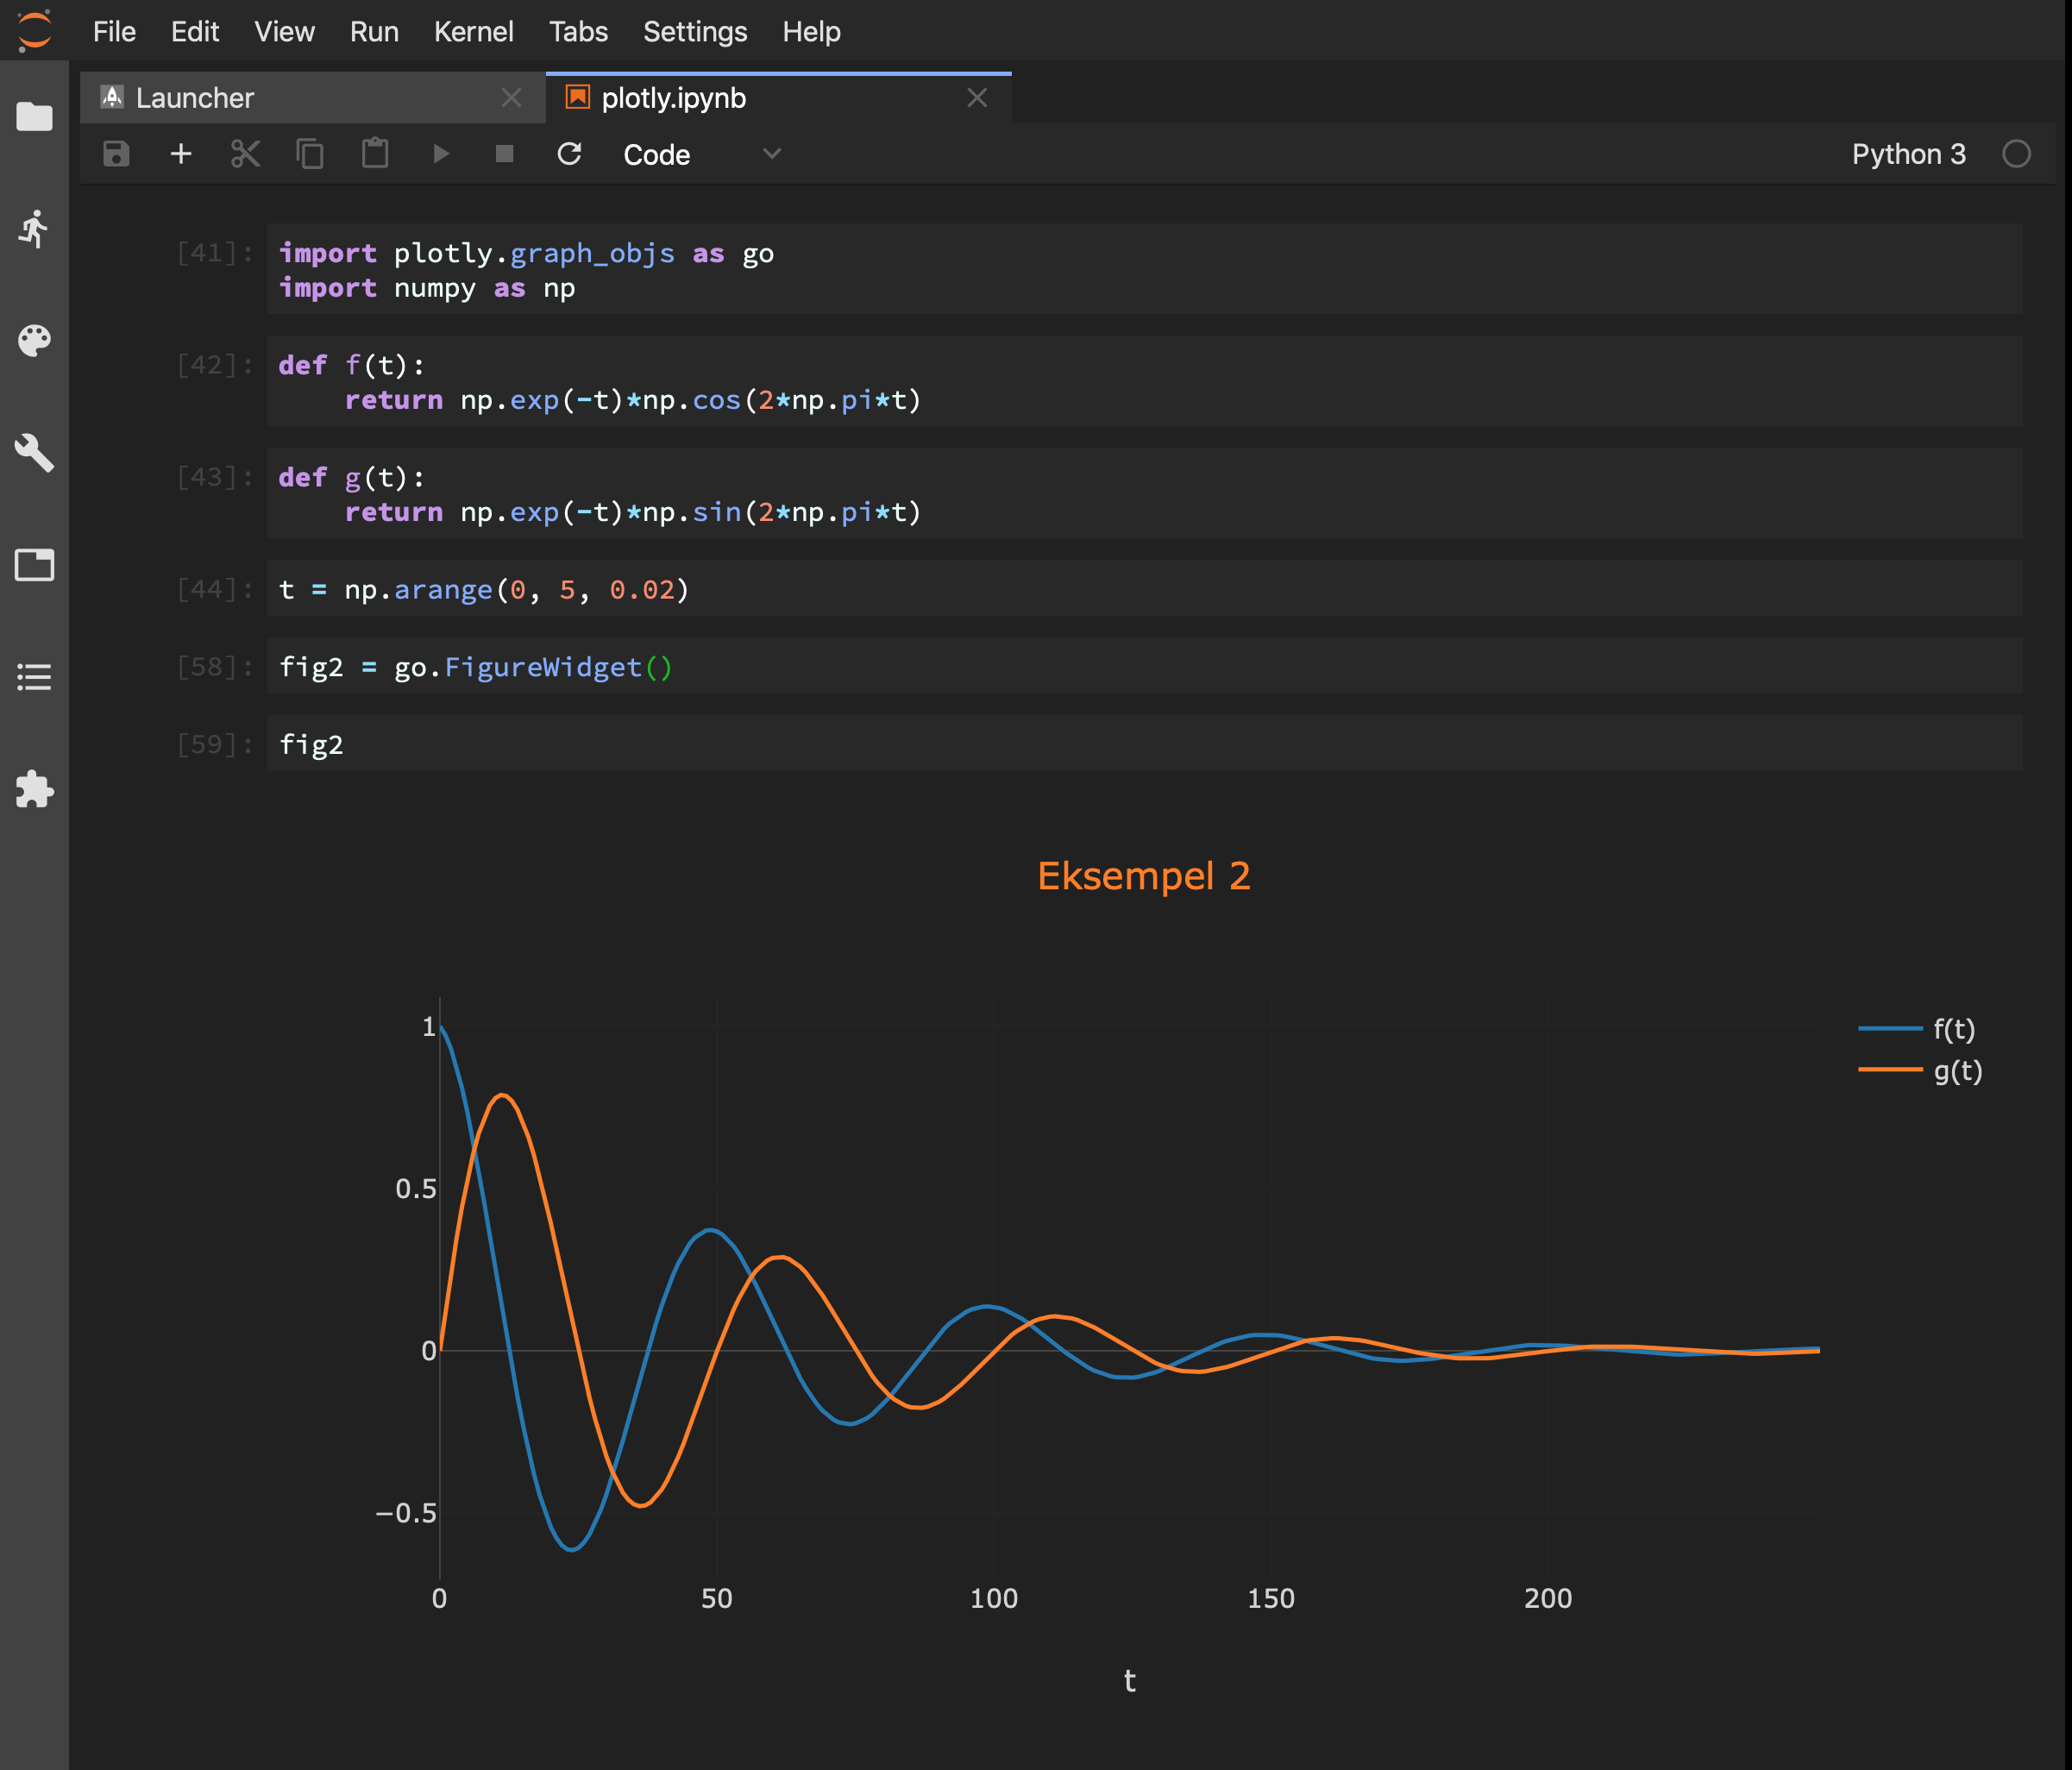 File Edit View Run Kernel Tabs Settings Help
Launcher
plotly.ipynb
Code
Python 3
[41]:
import plotly.graph_objs as go
import numpy as np
[42]:
def f(t):
    return np.exp(-t)*np.cos(2*np.pi*t)
[43]:
def g(t):
    return np.exp(-t)*np.sin(2*np.pi*t)
[44]:
t = np.arange(0, 5, 0.02)
[58]:
fig2 = go.FigureWidget()
[59]:
fig2
Eksempel 2
1
0.5
0
−0.5
f(t)
g(t)
0 50 100 150 200
t